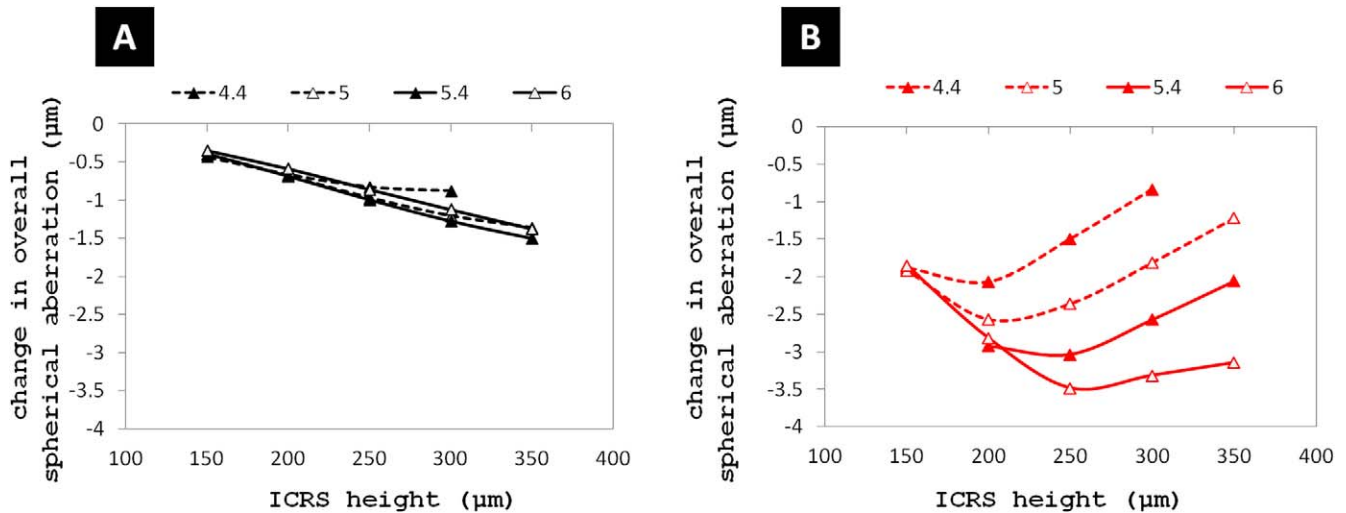 A
4.4 5 5.4 6
change in overall
spherical aberration (µm)
0
-0.5
-1
-1.5
-2
-2.5
-3
-3.5
-4
100 150 200 250 300 350 400
ICRS height (µm)
B
4.4 5 5.4 6
change in overall
spherical aberration (µm)
0
-0.5
-1
-1.5
-2
-2.5
-3
-3.5
-4
100 150 200 250 300 350 400
ICRS height (µm)